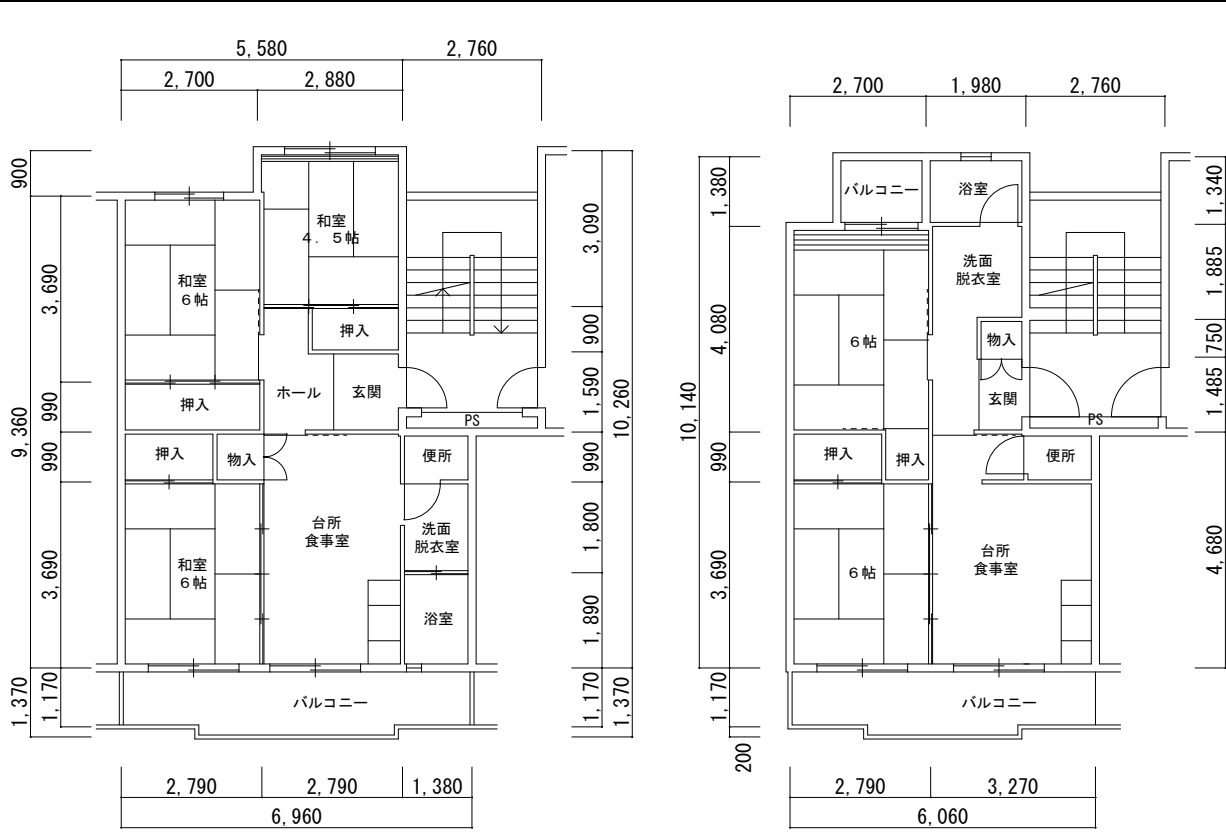 5,580
2,760
2,700
2,880
900
3,690
9,360
990
990
3,690
1,370
1,170
和室
4.5帖
和室
6帖
押入
ホール
玄関
押入
PS
押入
物入
便所
台所
食事室
洗面
脱衣室
和室
6帖
浴室
バルコニー
3,090
900
1,590
10,260
990
1,800
1,890
1,170
1,370
2,790
2,790
1,380
6,960
2,700
1,980
2,760
1,380
4,080
10,140
990
3,690
1,170
200
バルコニー
浴室
洗面
脱衣室
6帖
物入
玄関
PS
押入
押入
便所
台所
食事室
6帖
バルコニー
1,340
1,885
750
1,485
4,680
2,790
3,270
6,060